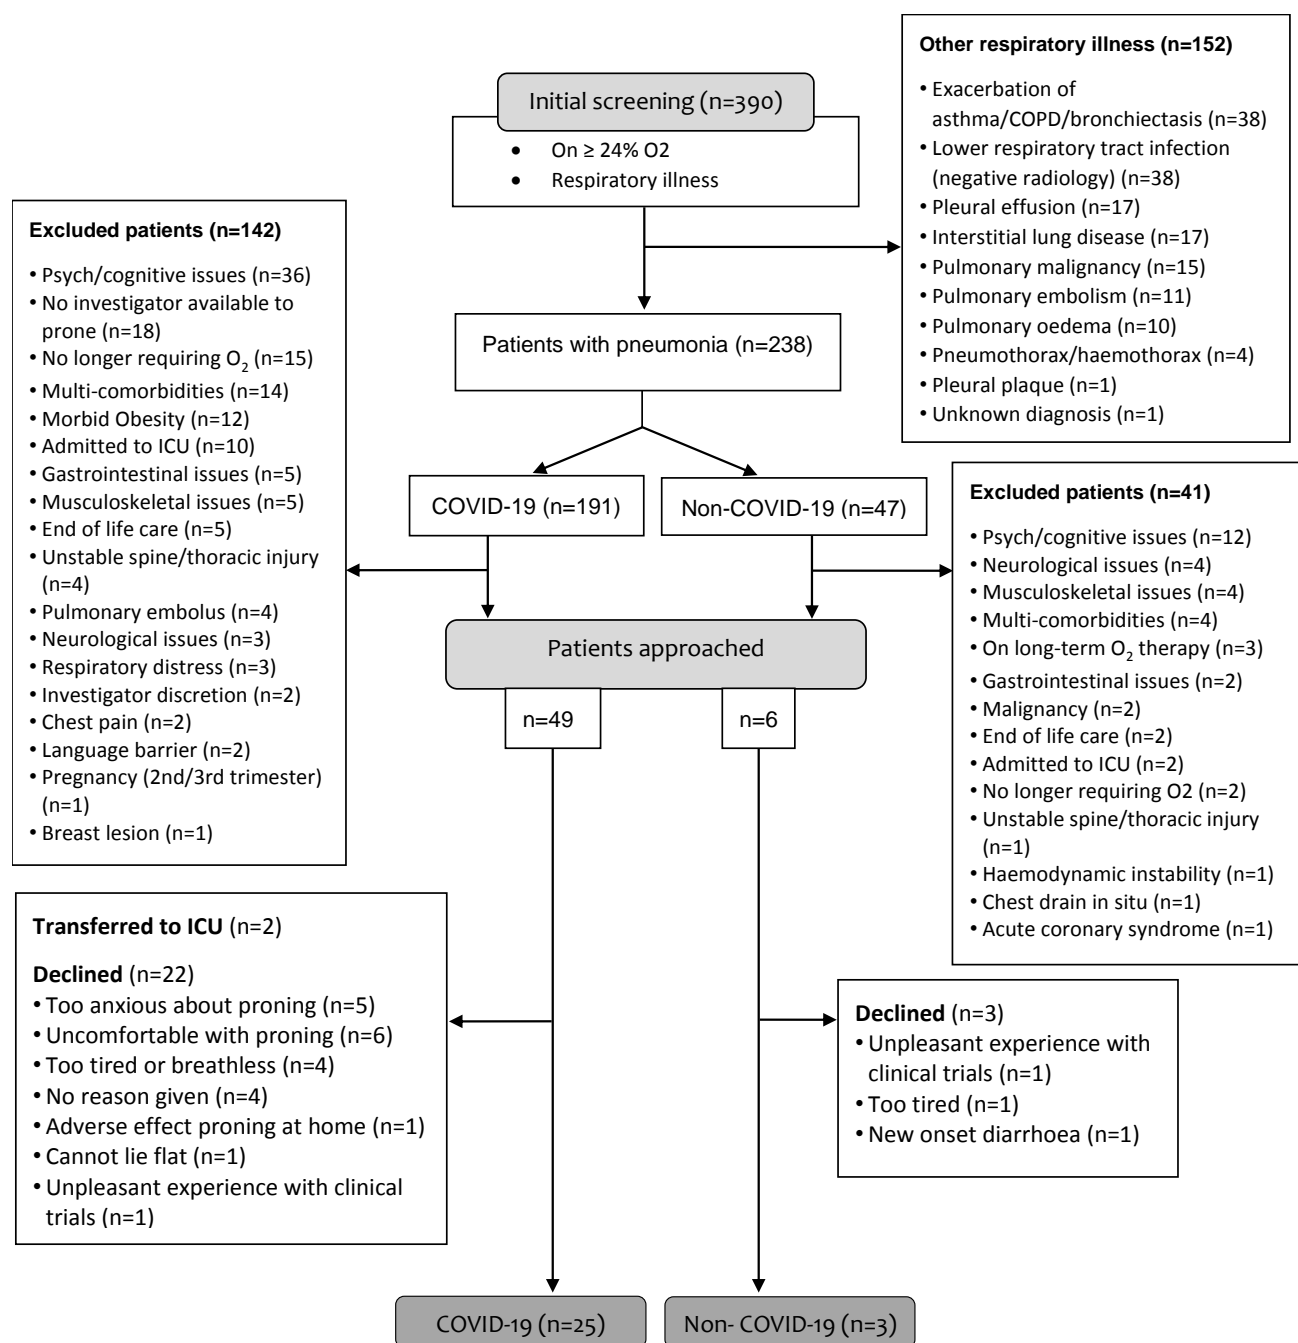 Initial screening (n=390)
• On ≥ 24% O2
• Respiratory illness
Other respiratory illness (n=152)
• Exacerbation of
asthma/COPD/bronchiectasis (n=38)
• Lower respiratory tract infection
(negative radiology) (n=38)
• Pleural effusion (n=17)
• Interstitial lung disease (n=17)
• Pulmonary malignancy (n=15)
• Pulmonary embolism (n=11)
• Pulmonary oedema (n=10)
• Pneumothorax/haemothorax (n=4)
• Pleural plaque (n=1)
• Unknown diagnosis (n=1)
Patients with pneumonia (n=238)
COVID-19 (n=191)
Non-COVID-19 (n=47)
Excluded patients (n=142)
• Psych/cognitive issues (n=36)
• No investigator available to
prone (n=18)
• No longer requiring O₂ (n=15)
• Multi-comorbidities (n=14)
• Morbid Obesity (n=12)
• Admitted to ICU (n=10)
• Gastrointestinal issues (n=5)
• Musculoskeletal issues (n=5)
• End of life care (n=5)
• Unstable spine/thoracic injury
(n=4)
• Pulmonary embolus (n=4)
• Neurological issues (n=3)
• Respiratory distress (n=3)
• Investigator discretion (n=2)
• Chest pain (n=2)
• Language barrier (n=2)
• Pregnancy (2nd/3rd trimester)
(n=1)
• Breast lesion (n=1)
Excluded patients (n=41)
• Psych/cognitive issues (n=12)
• Neurological issues (n=4)
• Musculoskeletal issues (n=4)
• Multi-comorbidities (n=4)
• On long-term O₂ therapy (n=3)
• Gastrointestinal issues (n=2)
• Malignancy (n=2)
• End of life care (n=2)
• Admitted to ICU (n=2)
• No longer requiring O2 (n=2)
• Unstable spine/thoracic injury
(n=1)
• Haemodynamic instability (n=1)
• Chest drain in situ (n=1)
• Acute coronary syndrome (n=1)
Patients approached
n=49
n=6
Transferred to ICU (n=2)
Declined (n=22)
• Too anxious about proning (n=5)
• Uncomfortable with proning (n=6)
• Too tired or breathless (n=4)
• No reason given (n=4)
• Adverse effect proning at home (n=1)
• Cannot lie flat (n=1)
• Unpleasant experience with clinical
trials (n=1)
Declined (n=3)
• Unpleasant experience with
clinical trials (n=1)
• Too tired (n=1)
• New onset diarrhoea (n=1)
COVID-19 (n=25)
Non- COVID-19 (n=3)